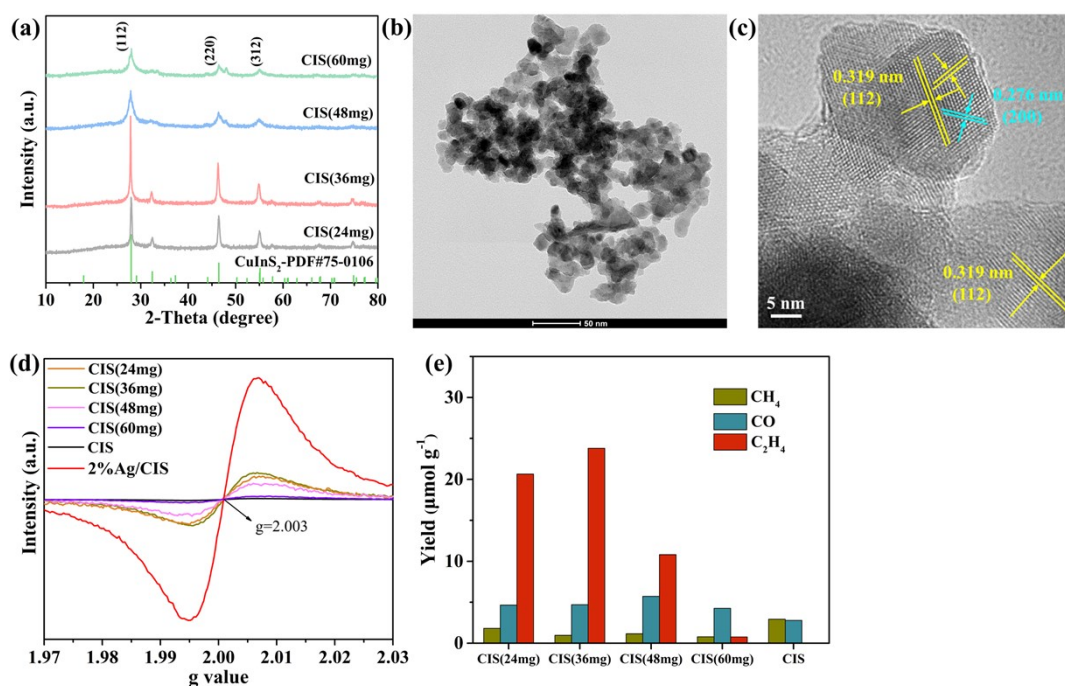 (a)
(112)
(220)
(312)
CIS(60mg)
CIS(48mg)
CIS(36mg)
CIS(24mg)
CuInS₂-PDF#75-0106
Intensity (a.u.)
10 20 30 40 50 60 70 80
2-Theta (degree)
(b)
50 nm
(c)
0.319 nm
(112)
0.276 nm
(200)
0.319 nm
(112)
5 nm
(d)
CIS(24mg)
CIS(36mg)
CIS(48mg)
CIS(60mg)
CIS
2%Ag/CIS
g=2.003
Intensity (a.u.)
1.97 1.98 1.99 2.00 2.01 2.02 2.03
g value
(e)
CH₄
CO
C₂H₄
Yield (μmol g⁻¹)
30
20
10
0
CIS(24mg) CIS(36mg) CIS(48mg) CIS(60mg) CIS